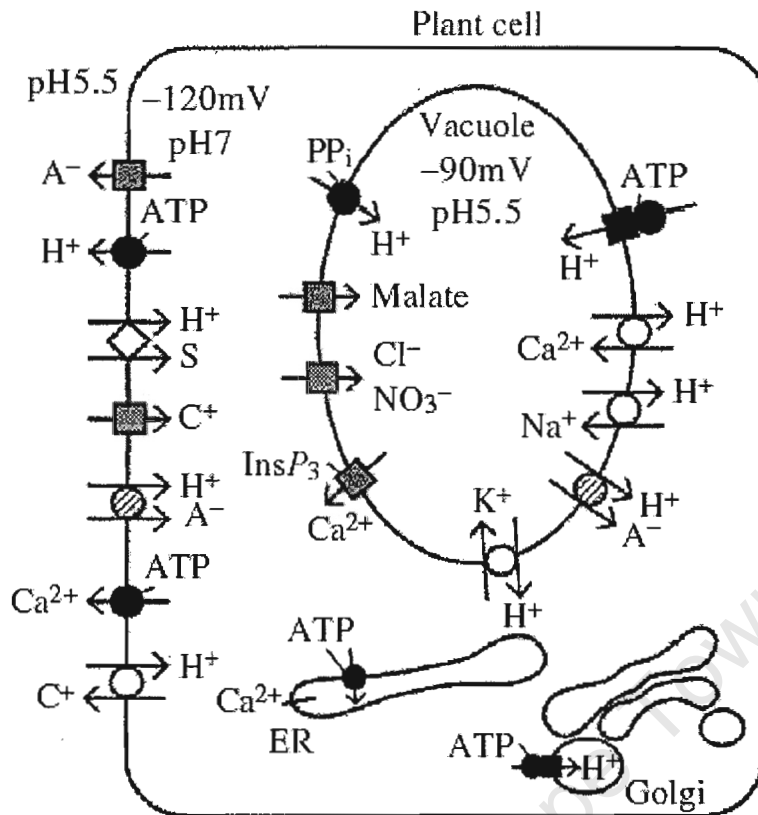 Plant cell
pH5.5
−120mV
pH7
A⁻
ATP
H⁺
H⁺
S
C⁺
H⁺
A⁻
ATP
Ca²⁺
H⁺
C⁺
Vacuole
−90mV
pH5.5
PPᵢ
H⁺
Malate
Cl⁻
NO₃⁻
InsP₃
Ca²⁺
K⁺
H⁺
ATP
H⁺
H⁺
Ca²⁺
H⁺
Na⁺
H⁺
A⁻
ATP
Ca²⁺
ER
ATP
H⁺
Golgi